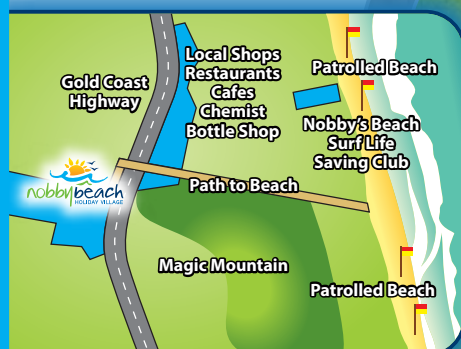 Gold Coast
Highway
Local Shops
Restaurants
Cafes
Chemist
Bottle Shop
Patrolled Beach
Nobby's Beach
Surf Life
Saving Club
nobbybeach
HOLIDAY VILLAGE
Path to Beach
Magic Mountain
Patrolled Beach